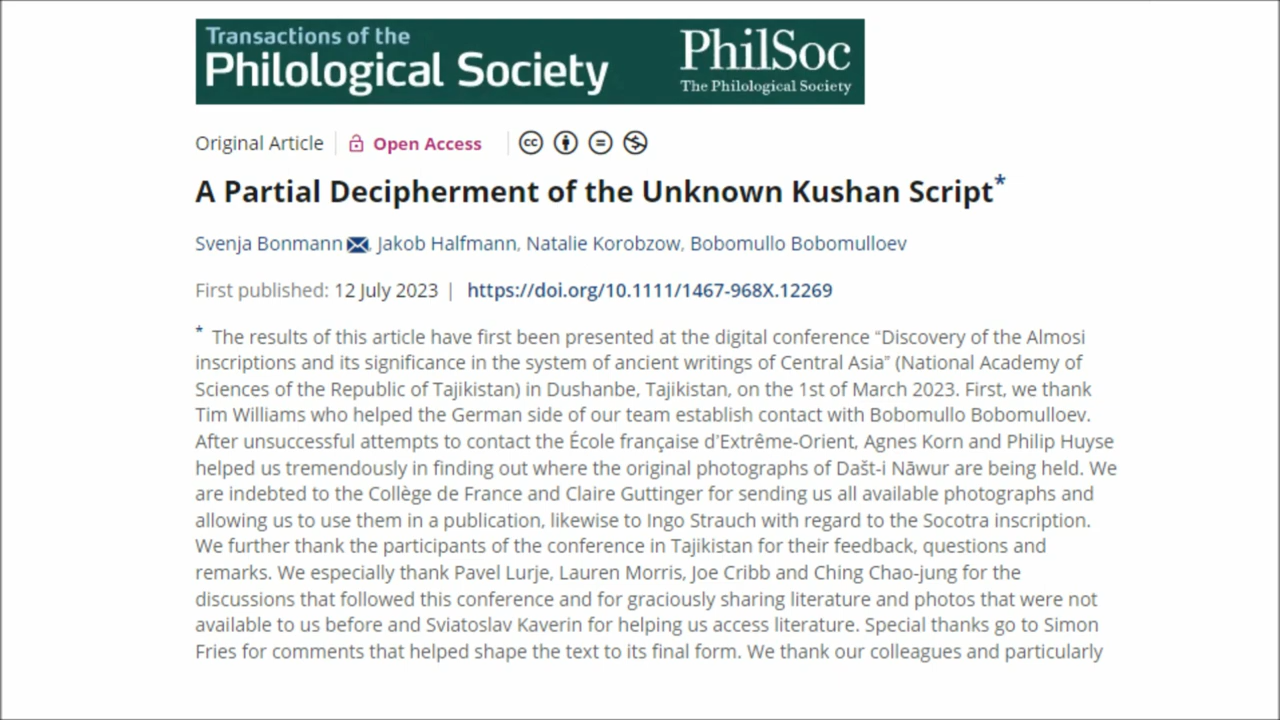 Transactions of the
Philological Society
PhilSoc
The Philological Society
Original Article
Open Access
cc
A Partial Decipherment of the Unknown Kushan Script*
Svenja Bonmann, Jakob Halfmann, Natalie Korobzow, Bobomullo Bobomulloev
First published: 12 July 2023 | https://doi.org/10.1111/1467-968X.12269
* The results of this article have first been presented at the digital conference “Discovery of the Almosi
inscriptions and its significance in the system of ancient writings of Central Asia” (National Academy of
Sciences of the Republic of Tajikistan) in Dushanbe, Tajikistan, on the 1st of March 2023. First, we thank
Tim Williams who helped the German side of our team establish contact with Bobomullo Bobomulloev.
After unsuccessful attempts to contact the École française d’Extrême-Orient, Agnes Korn and Philip Huyse
helped us tremendously in finding out where the original photographs of Dašt-i Nāwur are being held. We
are indebted to the Collège de France and Claire Guttinger for sending us all available photographs and
allowing us to use them in a publication, likewise to Ingo Strauch with regard to the Socotra inscription.
We further thank the participants of the conference in Tajikistan for their feedback, questions and
remarks. We especially thank Pavel Lurje, Lauren Morris, Joe Cribb and Ching Chao-jung for the
discussions that followed this conference and for graciously sharing literature and photos that were not
available to us before and Sviatoslav Kaverin for helping us access literature. Special thanks go to Simon
Fries for comments that helped shape the text to its final form. We thank our colleagues and particularly